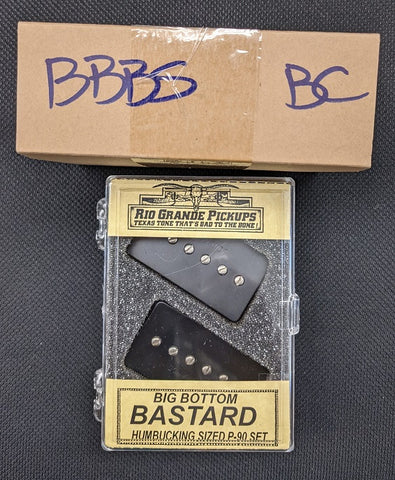 BBBS BC
RIO GRANDE PICKUPS
TEXAS TONE THAT'S BAD TO THE BONE!
BIG BOTTOM
BASTARD
HUMBUCKING SIZED P-90 SET